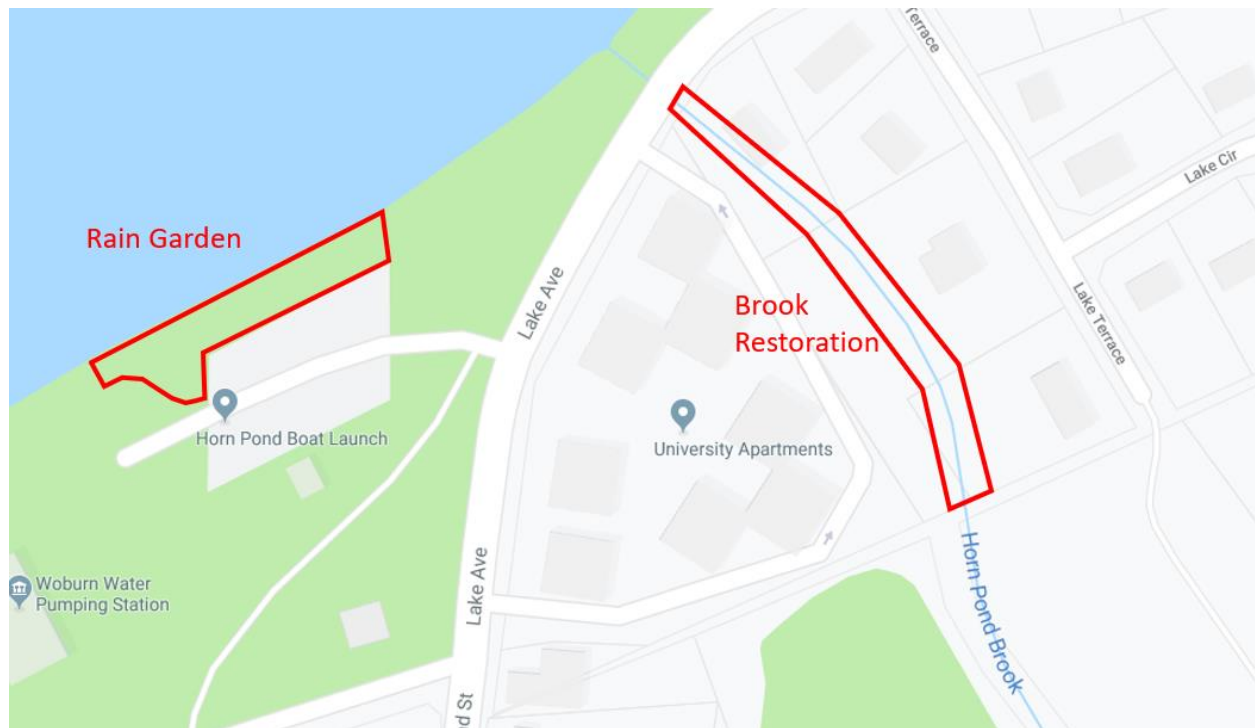 Terrace
Lake Cir
Rain Garden
Lake Ave
Brook
Restoration
Lake Terrace
Horn Pond Boat Launch
University Apartments
Woburn Water
Pumping Station
Lake Ave
Horn Pond Brook
St